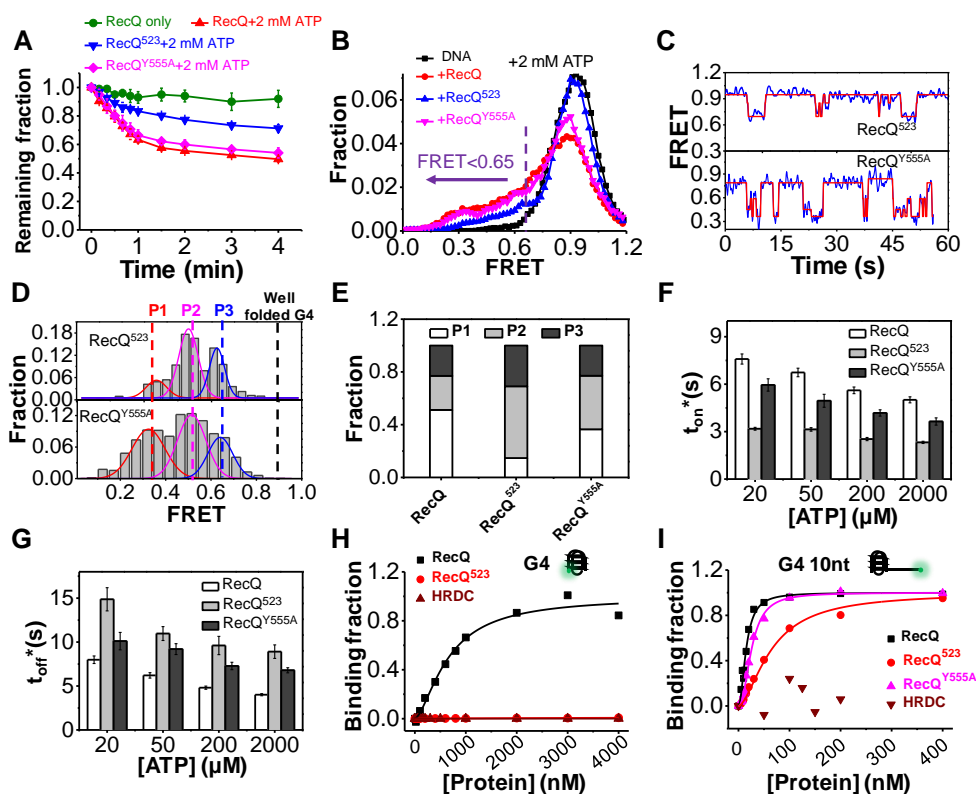 A
RecQ only
RecQ+2 mM ATP
RecQ523+2 mM ATP
RecQY555A+2 mM ATP
Remaining fraction
1.0
0.8
0.6
0.4
0.2
0.0
0 1 2 3 4
Time (min)
B
DNA
+2 mM ATP
+RecQ
+RecQ523
+RecQY555A
FRET<0.65
Fraction
0.06
0.04
0.02
0.00
0.0 0.3 0.6 0.9 1.2
FRET
C
FRET
1.2
0.9
0.6
0.3
RecQ523
0.9
0.6
0.3
RecQY555A
0 15 30 45 60
Time (s)
D
P1 P2 P3
Well
folded G4
RecQ523
0.18
0.12
0.06
0.00
RecQY555A
0.12
0.06
0.00
Fraction
0.2 0.4 0.6 0.8 1.0
FRET
E
P1 P2 P3
Fraction
1.2
0.8
0.4
0.0
RecQ
RecQ523
RecQY555A
F
RecQ
RecQ523
RecQY555A
ton*(s)
9
6
3
0
20 50 200 2000
[ATP] (µM)
G
RecQ
RecQ523
RecQY555A
toff*(s)
15
10
5
0
20 50 200 2000
[ATP] (µM)
H
RecQ
RecQ523
HRDC
G4
Binding fraction
1.2
0.8
0.4
0.0
0 1000 2000 3000 4000
[Protein] (nM)
I
G4 10nt
RecQ
RecQ523
RecQY555A
HRDC
Binding fraction
1.2
0.8
0.4
0.0
0 100 200 300 400
[Protein] (nM)